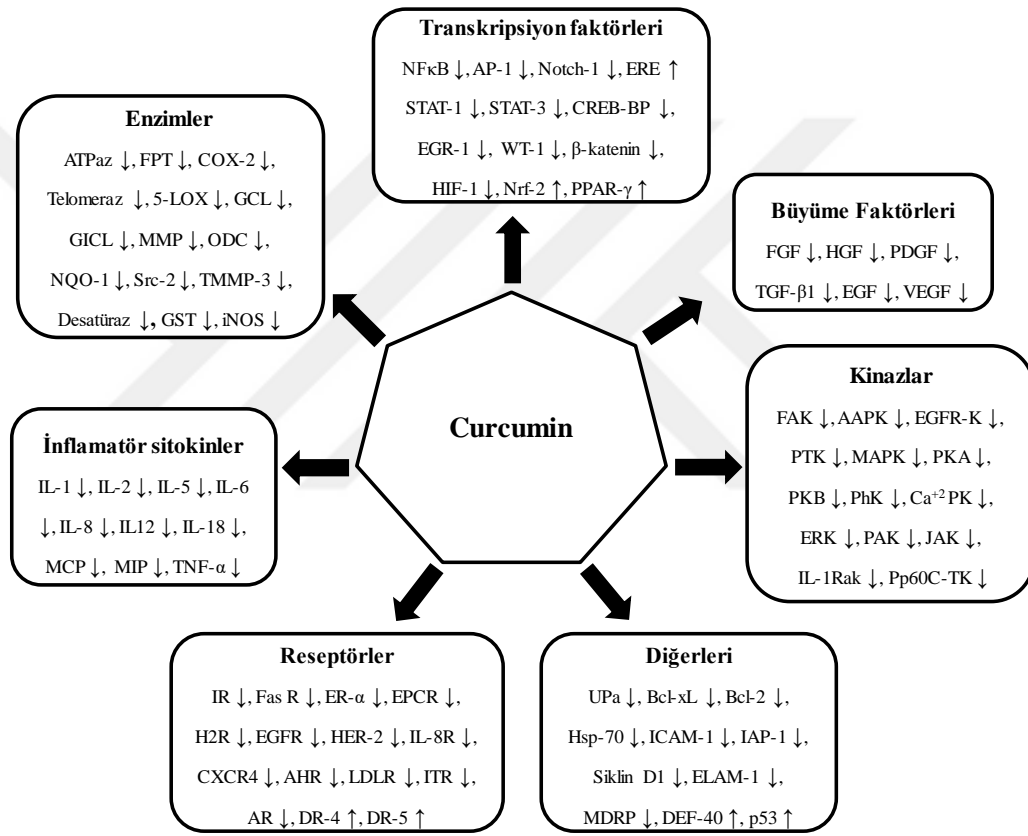 Transkripsiyon faktörleri
NFκB ↓, AP-1 ↓, Notch-1 ↓, ERE ↑
STAT-1 ↓, STAT-3 ↓, CREB-BP ↓,
EGR-1 ↓, WT-1 ↓, β-katenin ↓,
HIF-1 ↓, Nrf-2 ↑, PPAR-γ ↑
Enzimler
ATPaz ↓, FPT ↓, COX-2 ↓,
Telomeraz ↓, 5-LOX ↓, GCL ↓,
GICL ↓, MMP ↓, ODC ↓,
NQO-1 ↓, Src-2 ↓, TMMP-3 ↓,
Desatüraz ↓, GST ↓, iNOS ↓
Büyüme Faktörleri
FGF ↓, HGF ↓, PDGF ↓,
TGF-β1 ↓, EGF ↓, VEGF ↓
Kinazlar
FAK ↓, AAPK ↓, EGFR-K ↓,
PTK ↓, MAPK ↓, PKA ↓,
PKB ↓, PhK ↓, Ca⁺² PK ↓,
ERK ↓, PAK ↓, JAK ↓,
IL-1Rak ↓, Pp60C-TK ↓
Curcumin
İnflamatör sitokinler
IL-1 ↓, IL-2 ↓, IL-5 ↓, IL-6
↓, IL-8 ↓, IL12 ↓, IL-18 ↓,
MCP ↓, MIP ↓, TNF-α ↓
Reseptörler
IR ↓, Fas R ↓, ER-α ↓, EPCR ↓,
H2R ↓, EGFR ↓, HER-2 ↓, IL-8R ↓,
CXCR4 ↓, AHR ↓, LDLR ↓, ITR ↓,
AR ↓, DR-4 ↑, DR-5 ↑
Diğerleri
UPa ↓, Bcl-xL ↓, Bcl-2 ↓,
Hsp-70 ↓, ICAM-1 ↓, IAP-1 ↓,
Siklin D1 ↓, ELAM-1 ↓,
MDRP ↓, DEF-40 ↑, p53 ↑